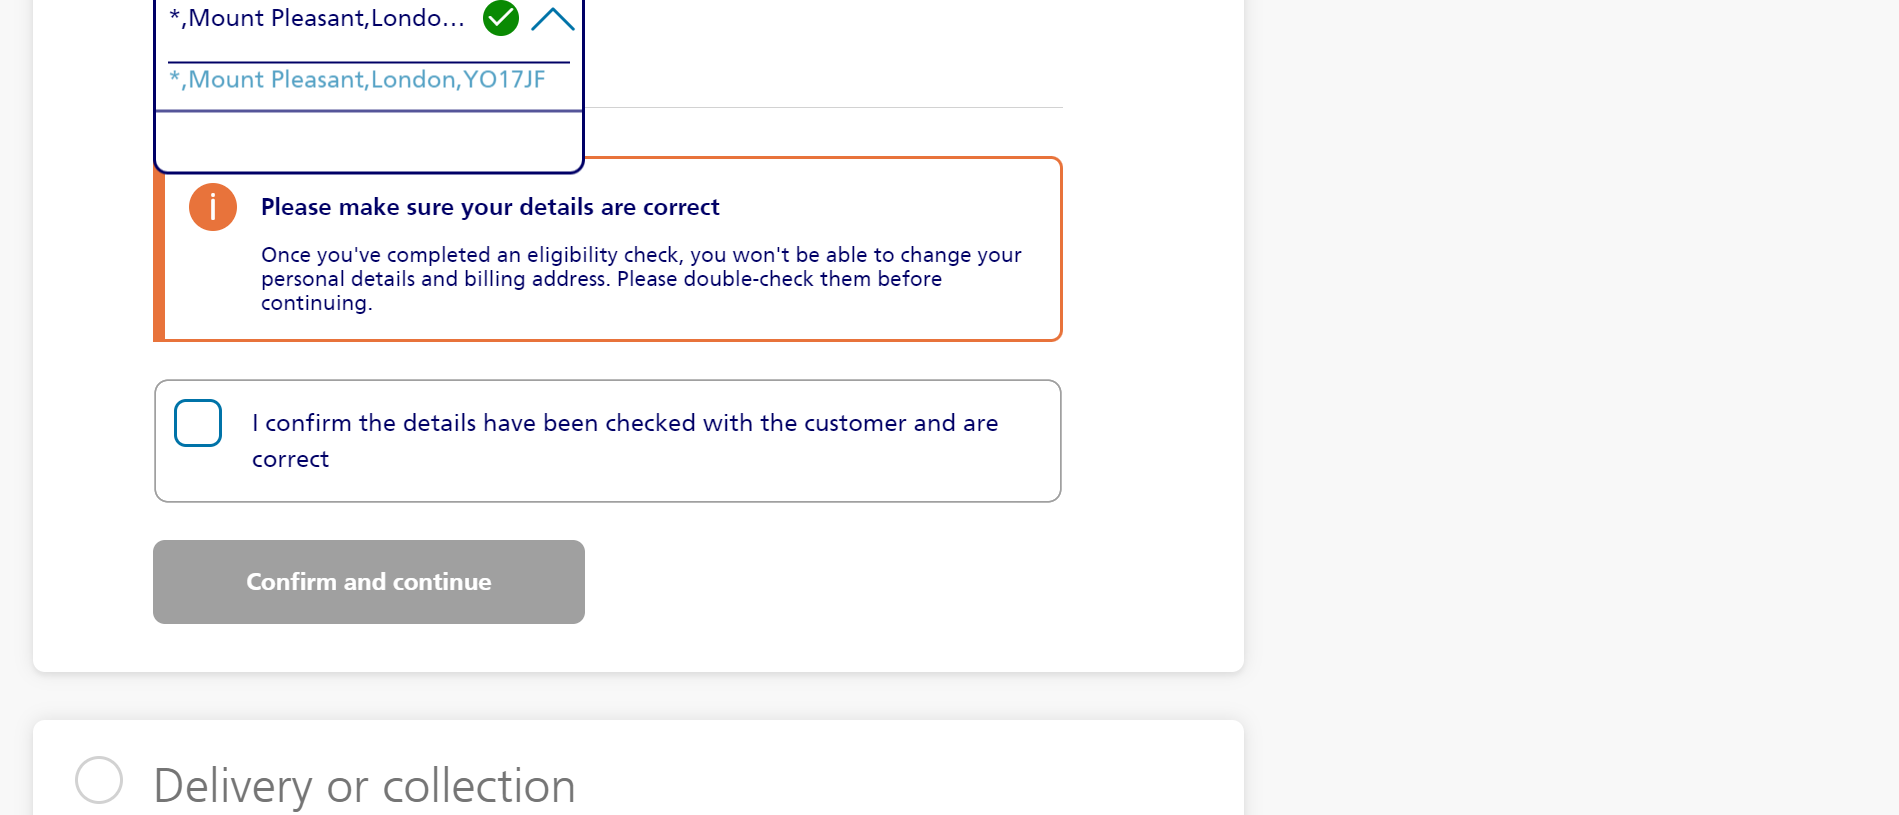 *,Mount Pleasant,Londo...
*,Mount Pleasant,London,YO17JF
Please make sure your details are correct
Once you've completed an eligibility check, you won't be able to change your
personal details and billing address. Please double-check them before
continuing.
I confirm the details have been checked with the customer and are
correct
Confirm and continue
Delivery or collection